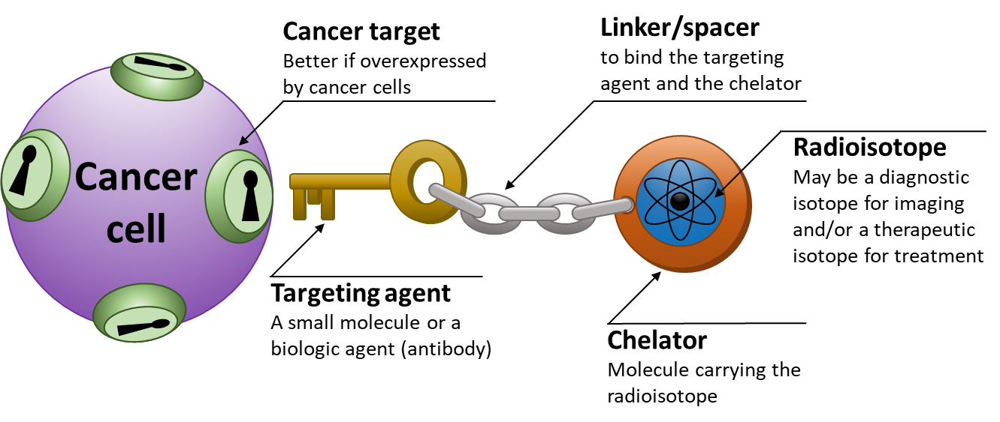 Cancer target
Better if overexpressed
by cancer cells
Linker/spacer
to bind the targeting
agent and the chelator
Radioisotope
May be a diagnostic
isotope for imaging
and/or a therapeutic
isotope for treatment
Cancer
cell
Targeting agent
A small molecule or a
biologic agent (antibody)
Chelator
Molecule carrying the
radioisotope